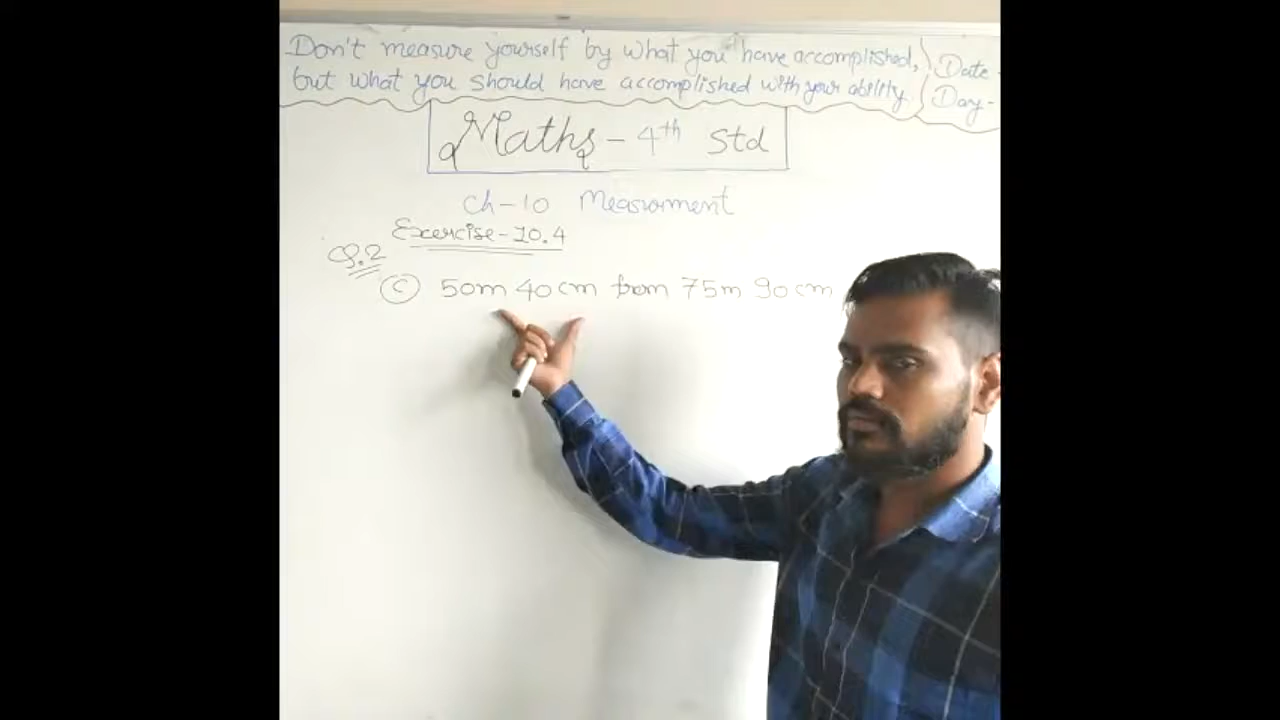 Don't measure yourself by what you have accomplished,
but what you should have accomplished with your ability.
Date -
Day -
Maths - 4th Std
Ch-10 Measurment
Exercise - 10.4
Q.2
C 50m 40cm from 75m 90cm